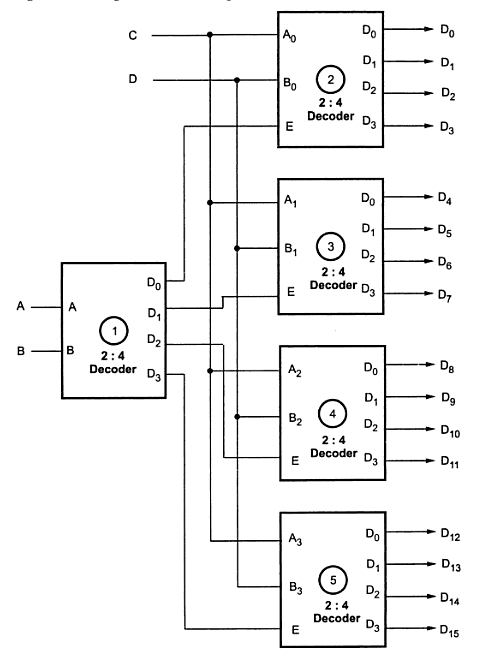 C
A₀
D₀
D₀
D
B₀
2
D₁
D₁
D₂
D₂
2 : 4
Decoder
E
D₃
D₃
A₁
D₀
D₄
B₁
3
D₁
D₅
D₂
D₆
2 : 4
Decoder
E
D₃
D₇
A
A
D₀
1
D₁
B
B
D₂
2 : 4
Decoder
D₃
A₂
D₀
D₈
B₂
4
D₁
D₉
D₂
D₁₀
2 : 4
Decoder
E
D₃
D₁₁
A₃
D₀
D₁₂
B₃
5
D₁
D₁₃
D₂
D₁₄
2 : 4
Decoder
E
D₃
D₁₅